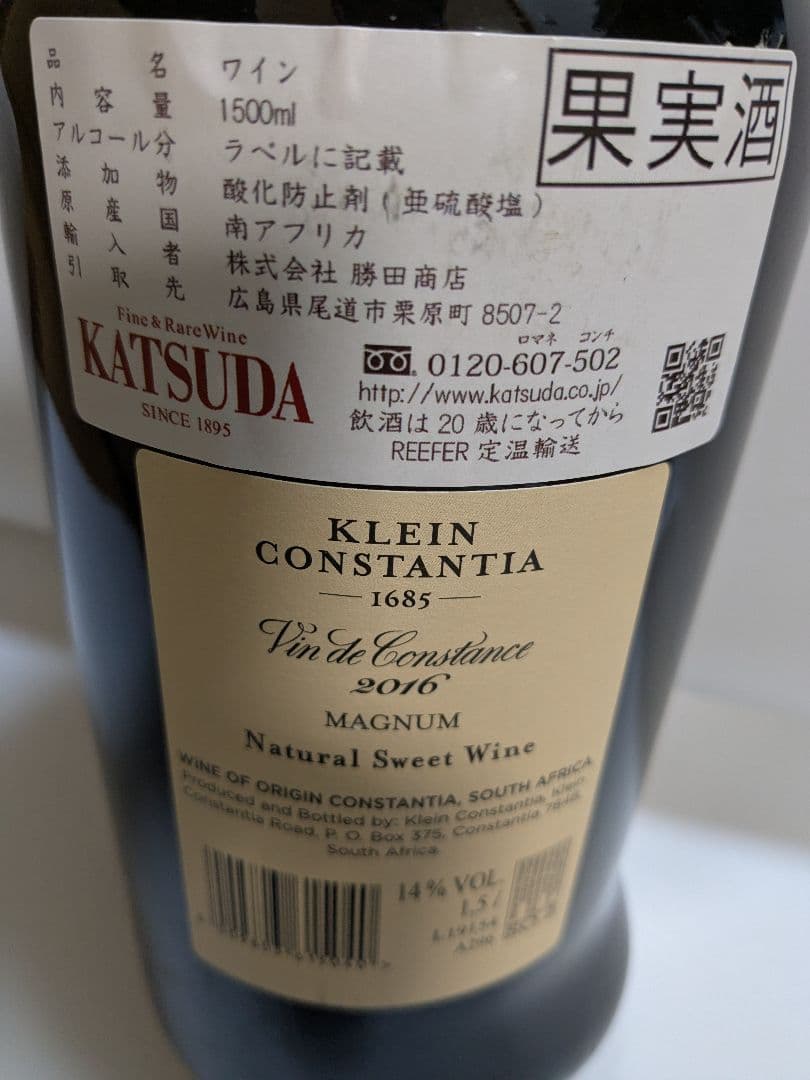 品名 ワイン
内容量 1500ml
アルコール分 ラベルに記載
添加物 酸化防止剤(亜硫酸塩)
原産国 南アフリカ
輸入者 株式会社 勝田商店
引取先 広島県尾道市栗原町 8507-2
果実酒
Fine & Rare Wine
KATSUDA
SINCE 1895
ロマネ コンチ
0120-607-502
http://www.katsuda.co.jp/
飲酒は 20 歳になってから
REEFER 定温輸送
KLEIN
CONSTANTIA
1685
Vin de Constance
2016
MAGNUM
Natural Sweet Wine
WINE OF ORIGIN CONSTANTIA, SOUTH AFRICA
Produced and Bottled by: Klein Constantia, Klein
Constantia Road, P. O. Box 375, Constantia 7848,
South Africa.
14% VOL.
1,5 l